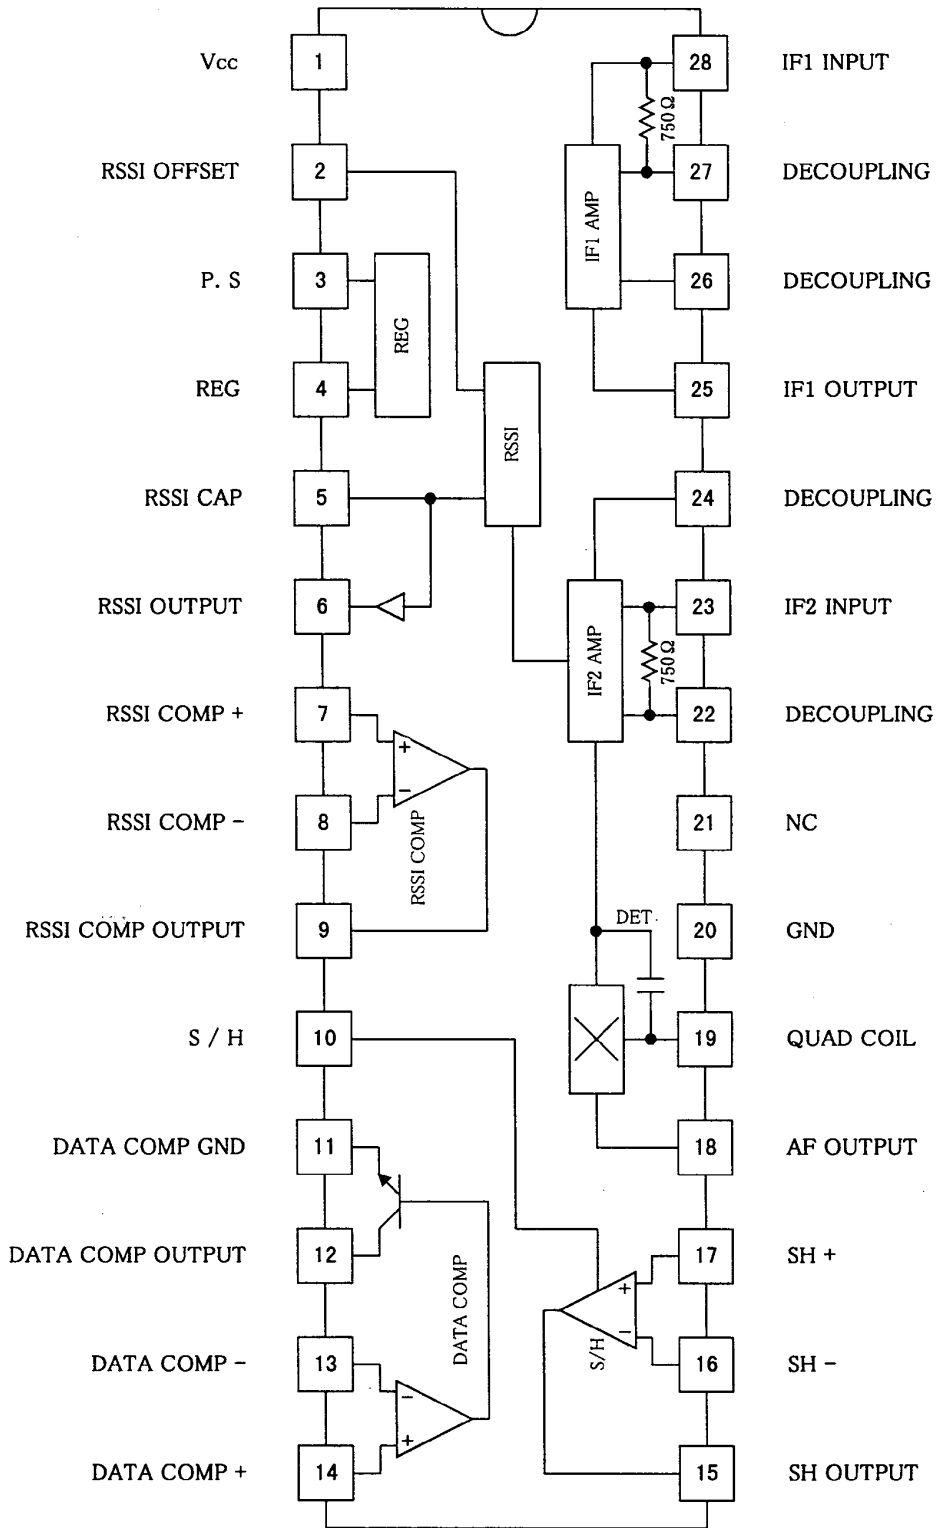 Vcc 1 28 IF1 INPUT
750Ω
RSSI OFFSET 2 27 DECOUPLING
IF1 AMP
P. S 3 26 DECOUPLING
REG
REG 4 25 IF1 OUTPUT
RSSI
RSSI CAP 5 24 DECOUPLING
RSSI OUTPUT 6 23 IF2 INPUT
IF2 AMP
750Ω
RSSI COMP + 7 22 DECOUPLING
+
−
RSSI COMP − 8 21 NC
RSSI COMP
RSSI COMP OUTPUT 9 DET 20 GND
S / H 10 19 QUAD COIL
DATA COMP GND 11 18 AF OUTPUT
DATA COMP OUTPUT 12 17 SH +
DATA COMP
+
−
S/H
DATA COMP − 13 16 SH −
−
+
DATA COMP + 14 15 SH OUTPUT